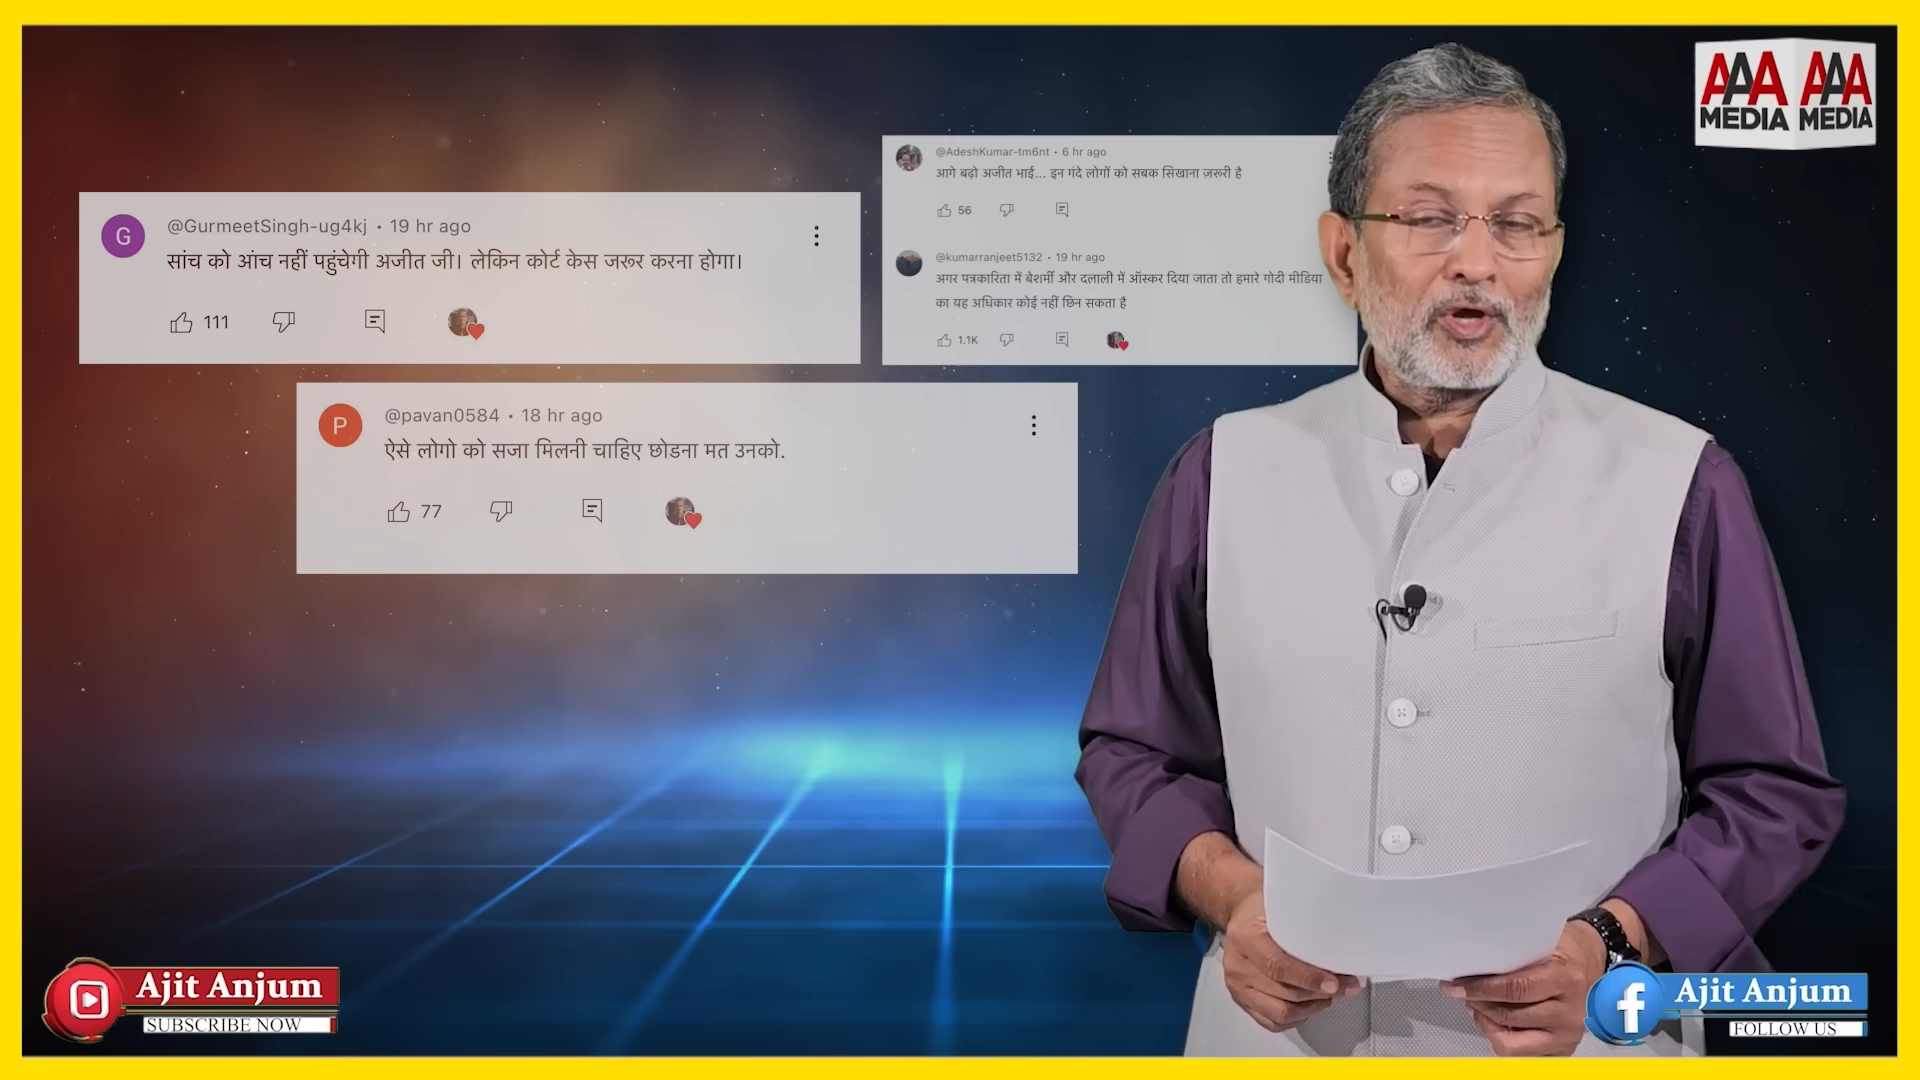 AAA AAA
MEDIA MEDIA
G
@GurmeetSingh-ug4kj • 19 hr ago
सांच को आंच नहीं पहुंचेगी अजीत जी। लेकिन कोर्ट केस जरूर करना होगा।
111
@AdeshKumar-tm6nt • 6 hr ago
आगे बढ़ो अजीत भाई... इन गंदे लोगों को सबक सिखाना ज़रूरी है
56
@kumarranjeet5132 • 19 hr ago
अगर पत्रकारिता में बेशर्मी और दलाली में ऑस्कर दिया जाता तो हमारे गोदी मीडिया
का यह अधिकार कोई नहीं छिन सकता है
1.1K
P
@pavan0584 • 18 hr ago
ऐसे लोगो को सजा मिलनी चाहिए छोडना मत उनको.
77
Ajit Anjum
SUBSCRIBE NOW
f
Ajit Anjum
FOLLOW US